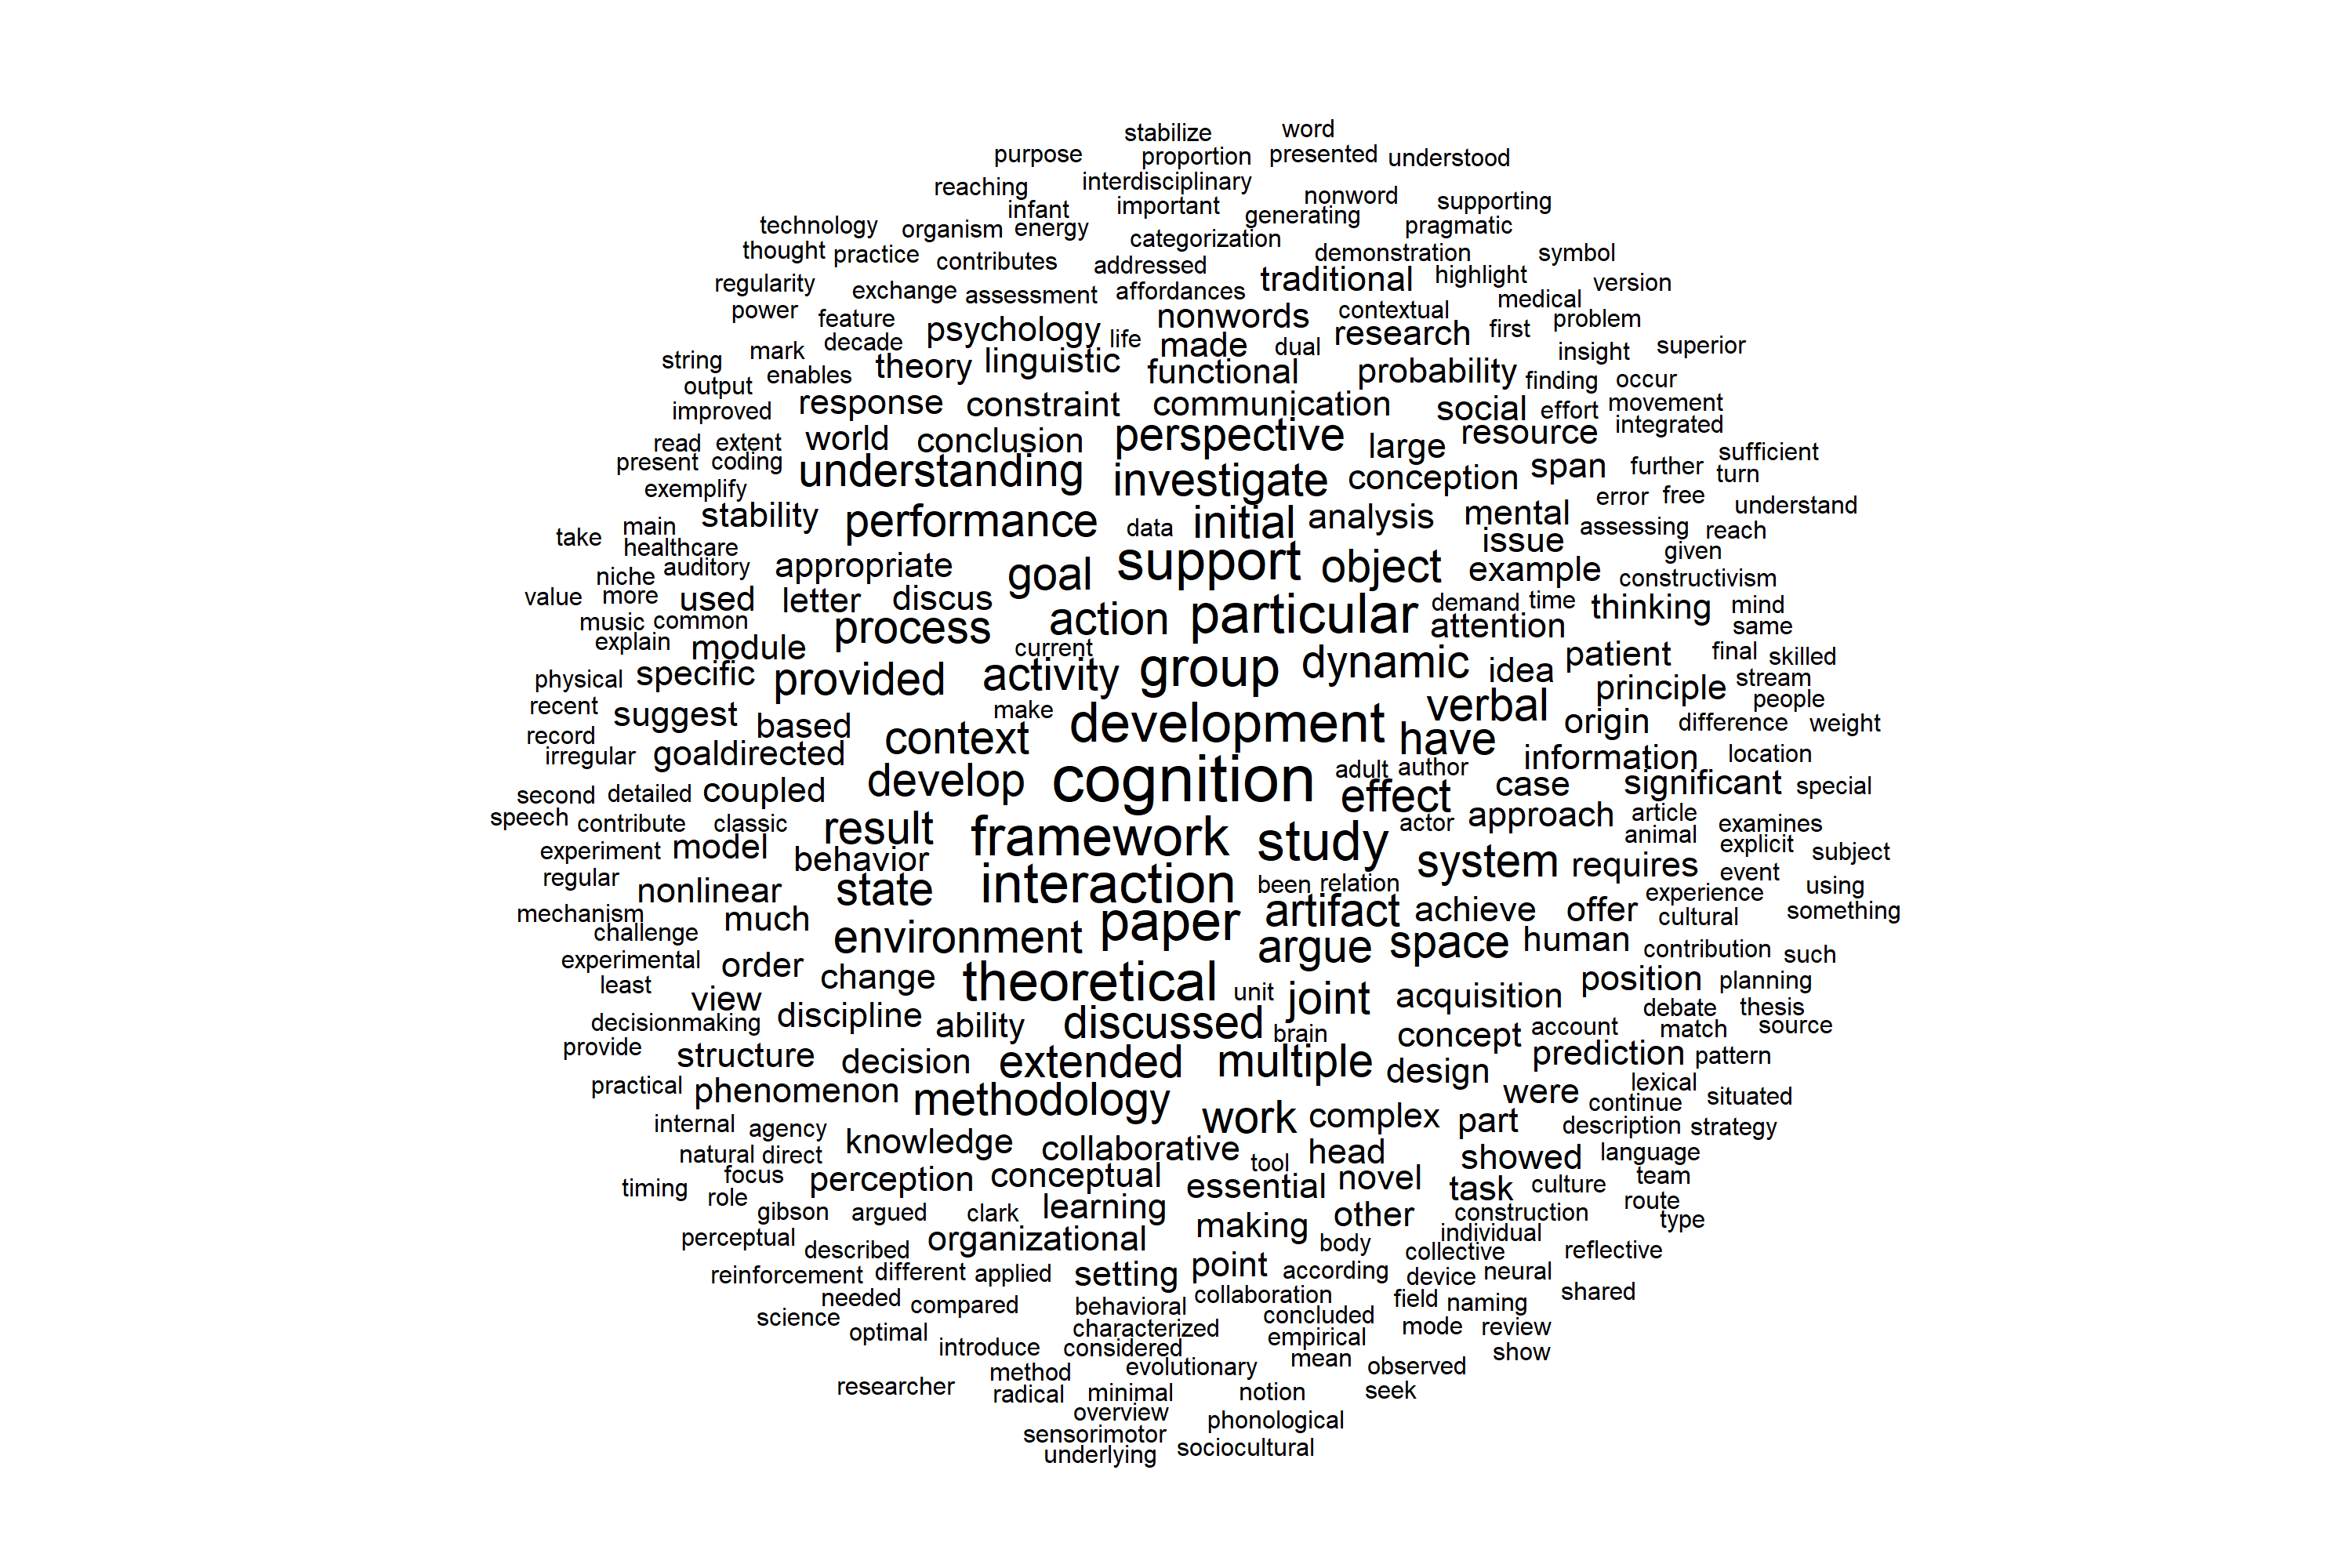 stabilize word
purpose proportion presented understood
reaching interdisciplinary
infant important nonword supporting
technology organism energy generating pragmatic
thought practice contributes categorization demonstration symbol
regularity exchange assessment addressed affordances traditional highlight version
power feature psychology life nonwords contextual medical problem
string mark decade theory linguistic made dual research first insight superior
output enables functional probability finding occur
improved response constraint communication social effort movement
read extent world conclusion perspective large resource integrated
present coding understanding investigate conception span further sufficient turn
exemplify error free understand
take main stability performance data initial analysis mental assessing reach
healthcare issue given
niche auditory appropriate goal support object example constructivism
value more used letter discus action particular demand time thinking mind
music common process attention same
explain module current
physical specific provided activity group dynamic idea patient final skilled
recent suggest based make development verbal principle stream people
record context have origin difference weight
irregular goaldirected information location
second detailed coupled develop cognition adult author effect case significant special
speech contribute classic result framework study actor approach article animal examines
experiment model behavior system requires explicit subject
regular nonlinear state interaction been relation event experience using
mechanism much paper artifact achieve offer cultural something
challenge environment argue space human contribution such
experimental order change theoretical unit joint acquisition position planning
least view debate thesis
decisionmaking discipline ability discussed brain concept account match source
provide structure decision extended multiple design prediction pattern
practical phenomenon methodology were lexical continue situated
internal agency work complex part description strategy
natural direct knowledge collaborative tool head showed language
timing focus role perception conceptual essential novel task culture team
gibson argued clark learning making other construction route type
perceptual described organizational body individual collective reflective
reinforcement different applied setting point according device neural
needed compared behavioral collaboration field naming shared
science optimal characterized concluded empirical mode review
introduce considered evolutionary mean observed show
researcher method radical minimal notion seek
overview phonological
sensorimotor sociocultural
underlying